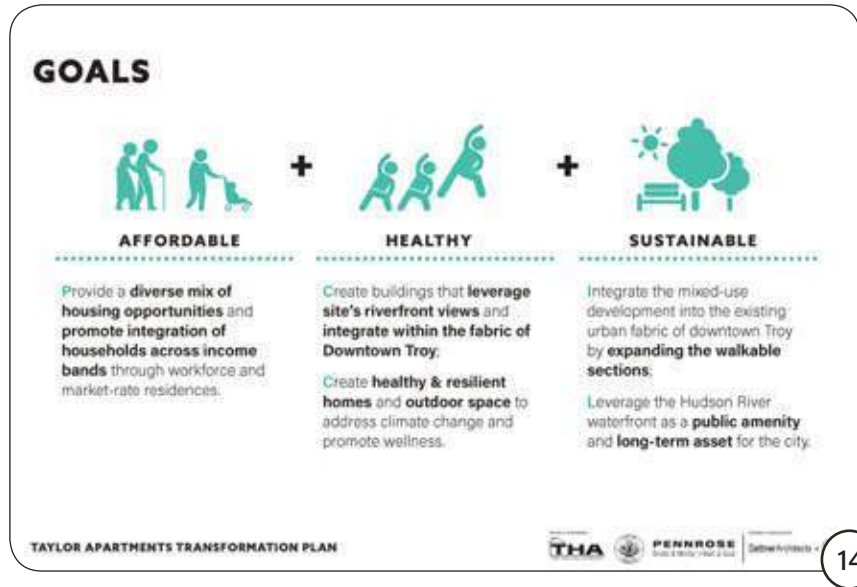 GOALS
+
+
AFFORDABLE
Provide a diverse mix of
housing opportunities and
promote integration of
households across income
bands through workforce and
market-rate residences.
HEALTHY
Create buildings that leverage
site's riverfront views and
integrate within the fabric of
Downtown Troy;
Create healthy & resilient
homes and outdoor space to
address climate change and
promote wellness.
SUSTAINABLE
Integrate the mixed-use
development into the existing
urban fabric of downtown Troy
by expanding the walkable
sections;
Leverage the Hudson River
waterfront as a public amenity
and long-term asset for the city.
TAYLOR APARTMENTS TRANSFORMATION PLAN
THA
PENNROSE
Bricks & Mortar | Heart & Soul
14